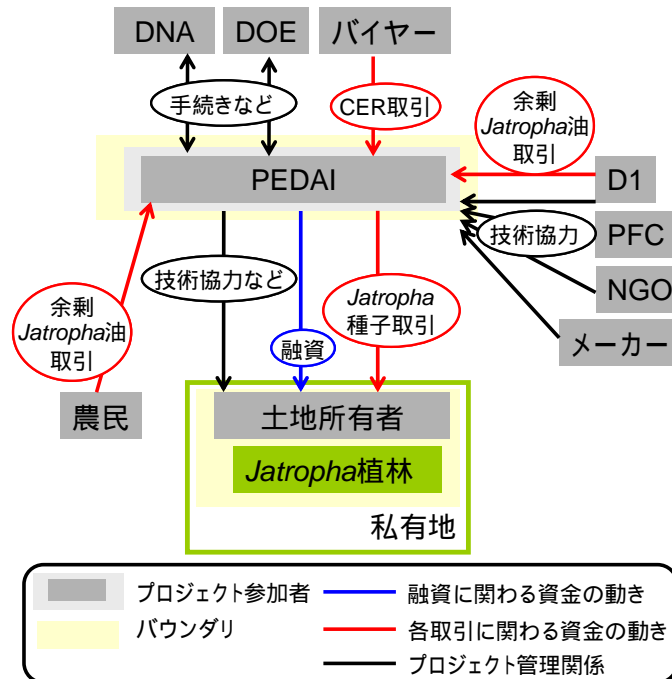 DNA
DOE
バイヤー
手続きなど
CER取引
余剰
Jatropha油
取引
PEDAI
D1
PFC
技術協力
NGO
メーカー
技術協力など
Jatropha
種子取引
余剰
Jatropha油
取引
融資
農民
土地所有者
Jatropha植林
私有地
プロジェクト参加者
融資に関わる資金の動き
バウンダリ
各取引に関わる資金の動き
プロジェクト管理関係